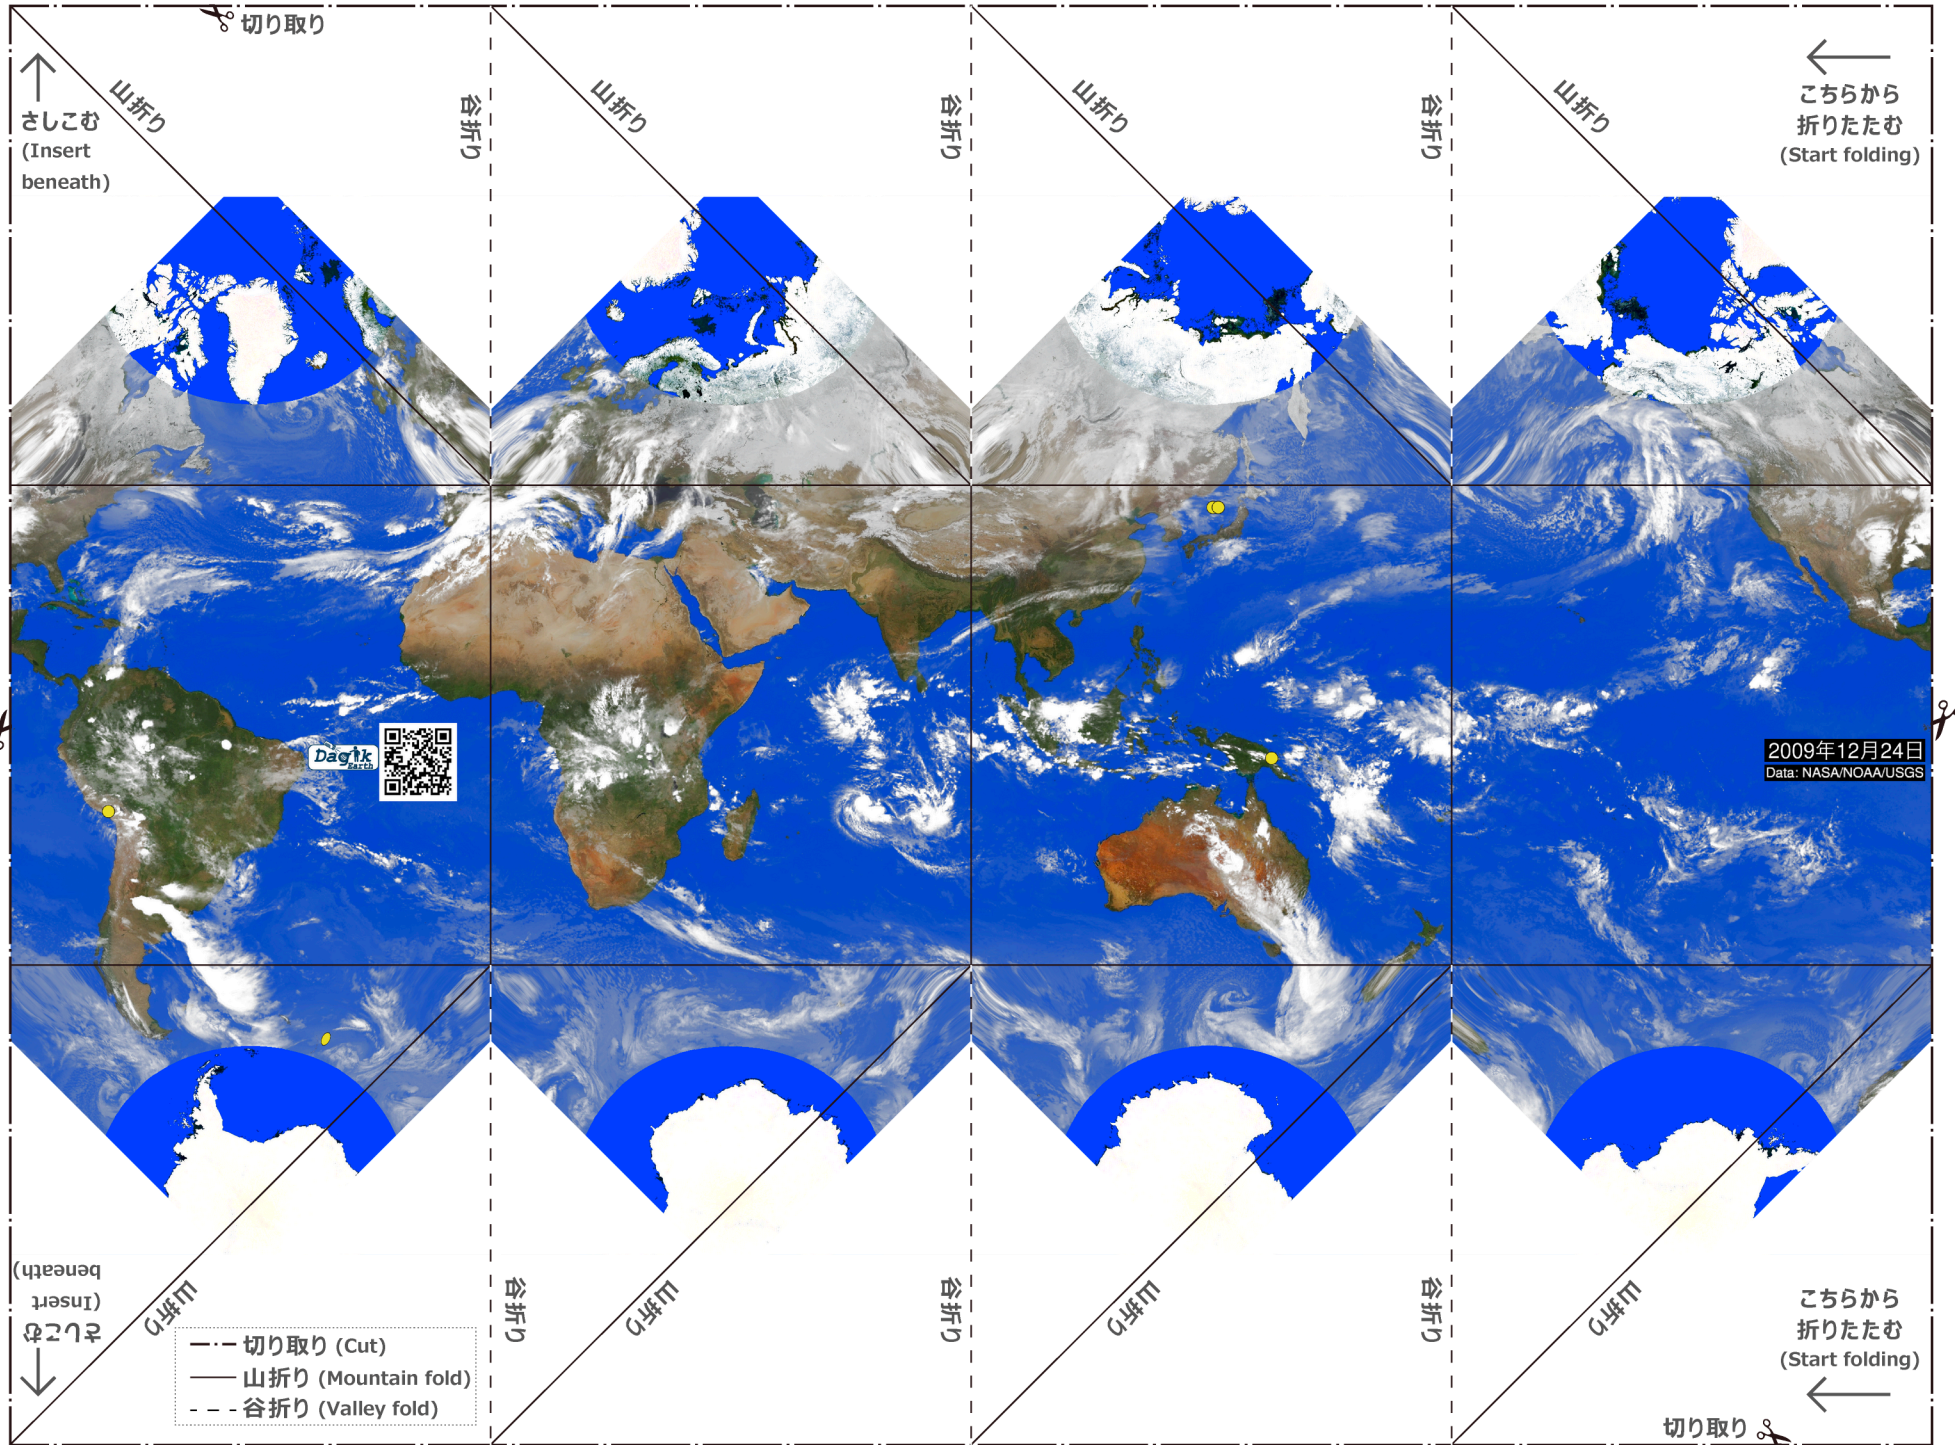 切り取り
さしこむ
(Insert
beneath)
山折り
谷折り
山折り
谷折り
山折り
谷折り
山折り
こちらから
折りたたむ
(Start folding)
Dagik
Earth
2009年12月24日
Data: NASA/NOAA/USGS
さしこむ
(Insert
beneath)
山折り
谷折り
山折り
谷折り
山折り
谷折り
山折り
こちらから
折りたたむ
(Start folding)
切り取り (Cut)
山折り (Mountain fold)
谷折り (Valley fold)
切り取り